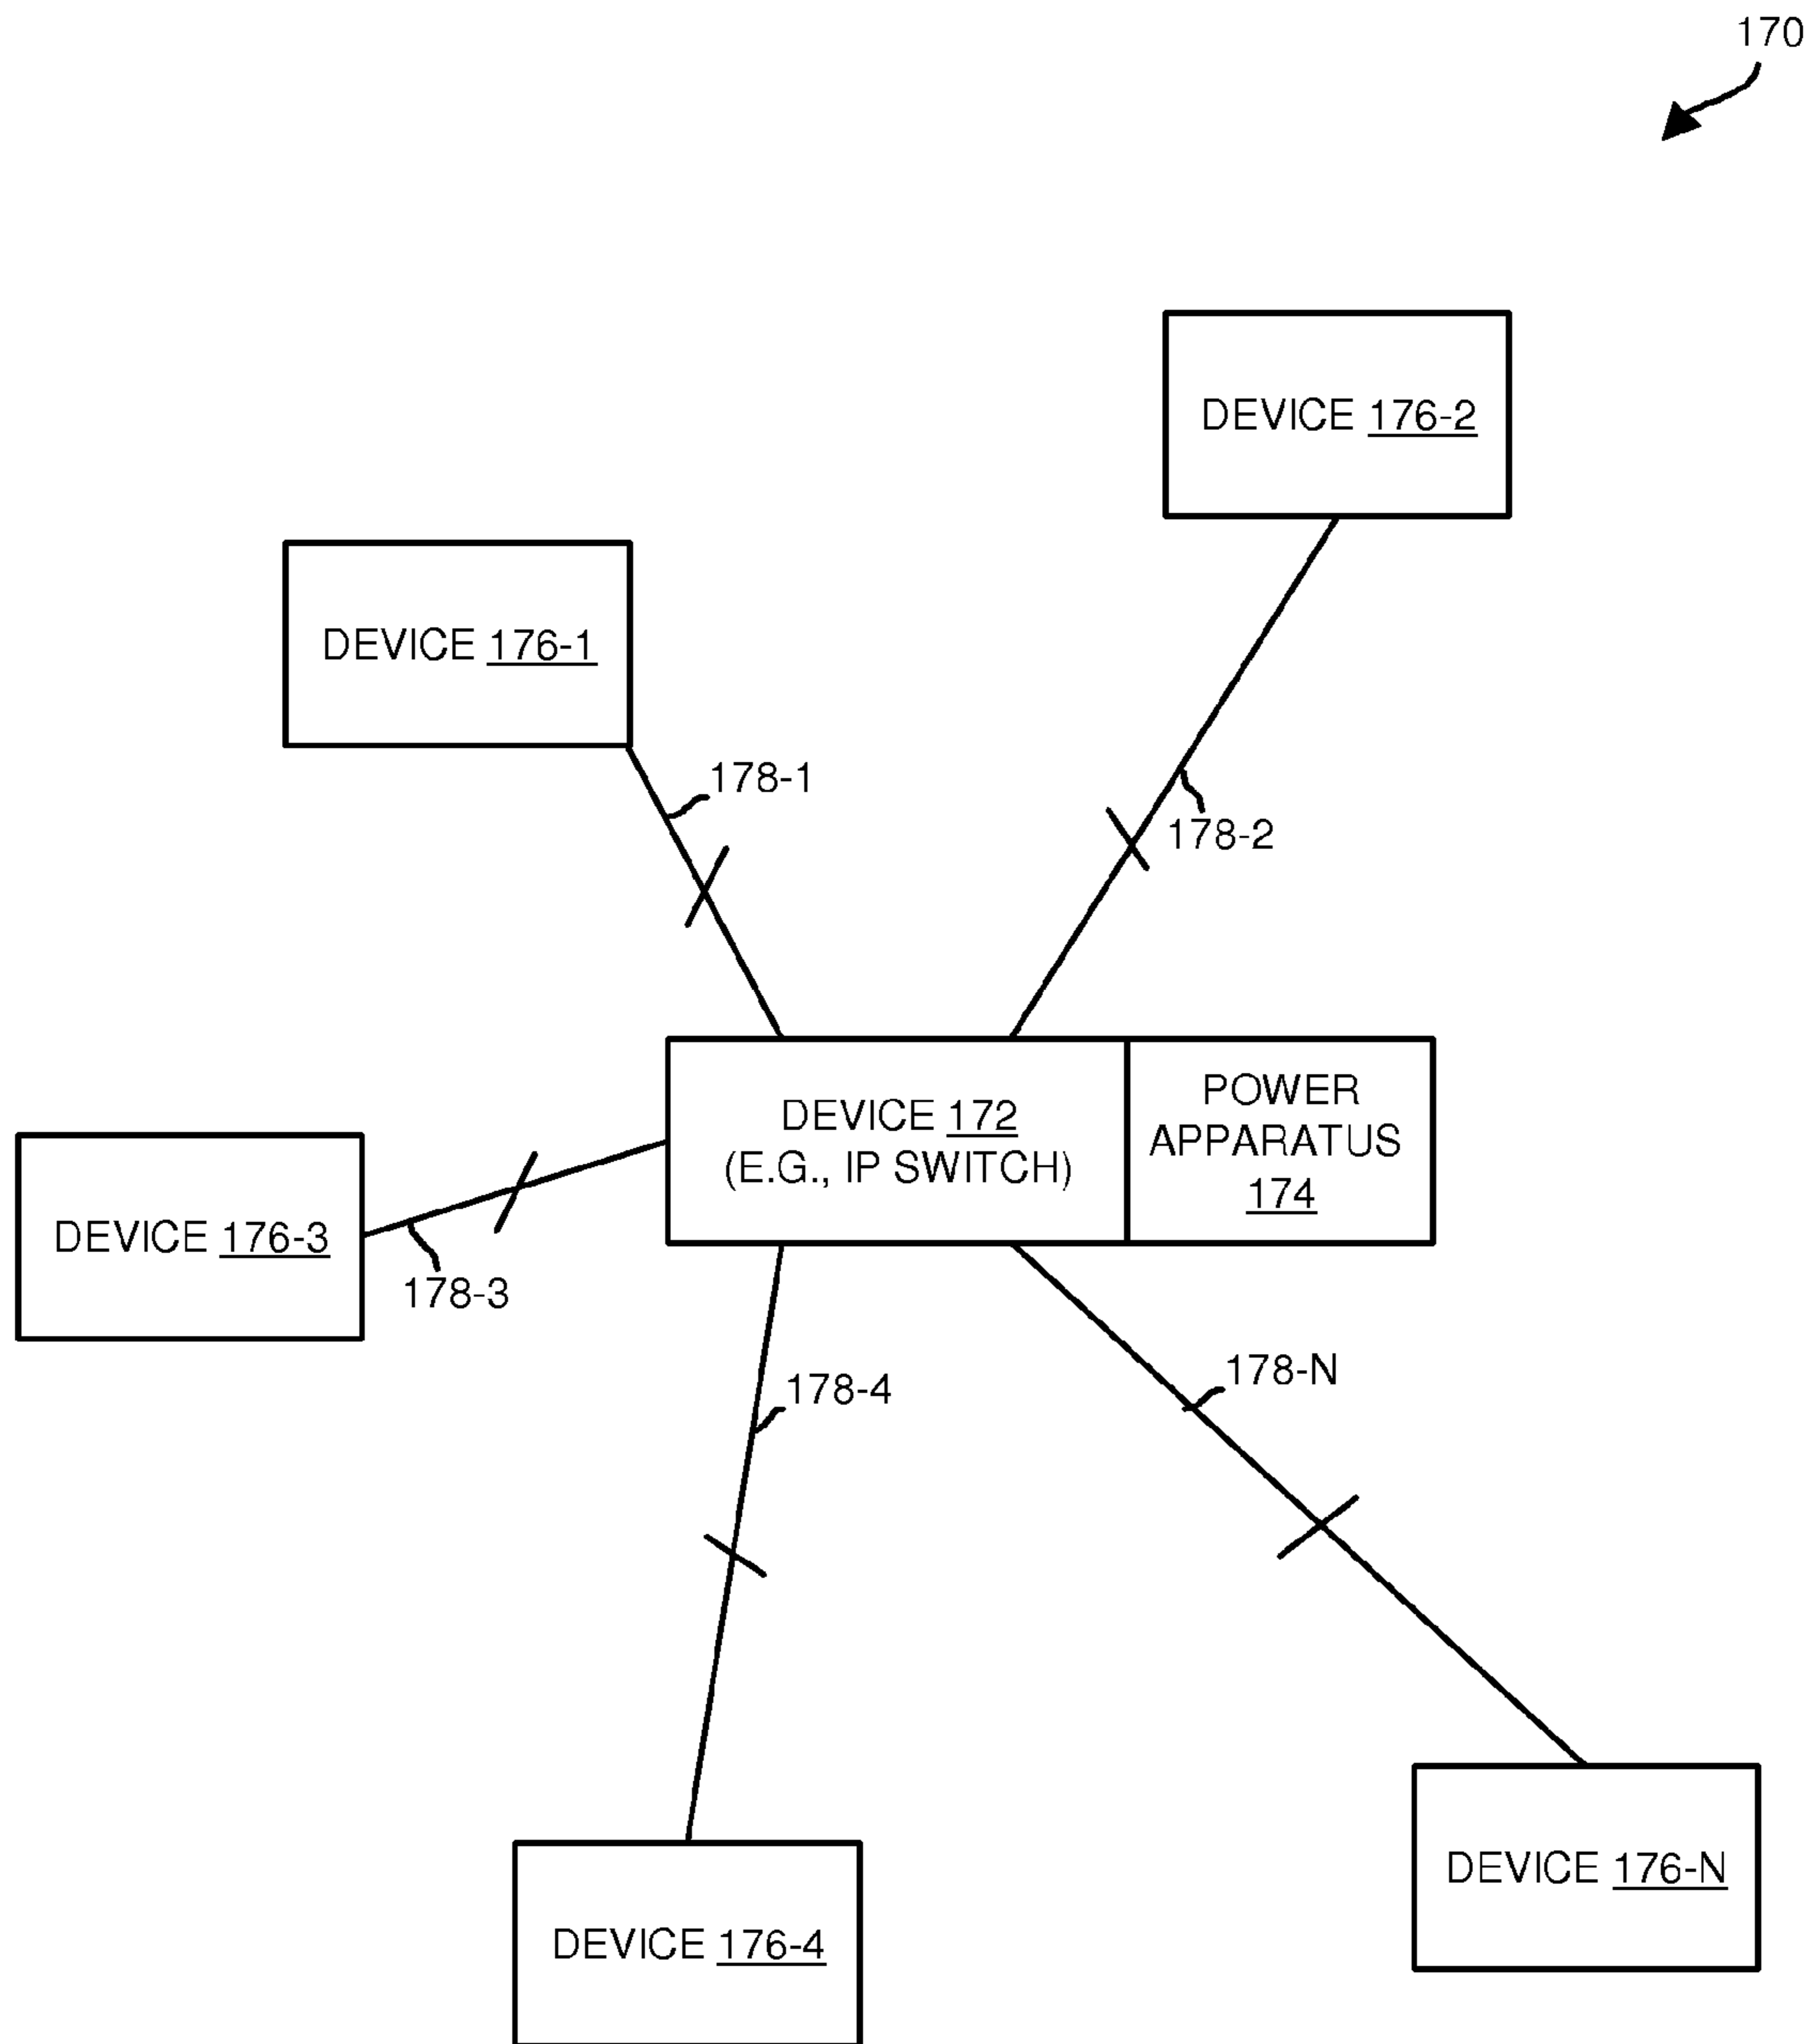 170
DEVICE 176-2
DEVICE 176-1
178-1
178-2
DEVICE 172
(E.G., IP SWITCH)
POWER
APPARATUS
174
DEVICE 176-3
178-3
178-4
178-N
DEVICE 176-N
DEVICE 176-4